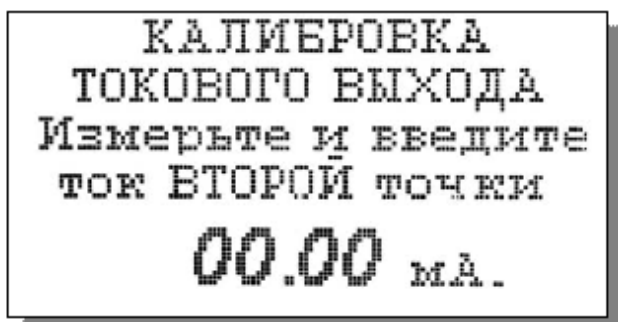 КАЛИБРОВКА
ТОКОВОГО ВЫХОДА
Измерьте и введите
ток ВТОРОЙ точки
00.00 мА.